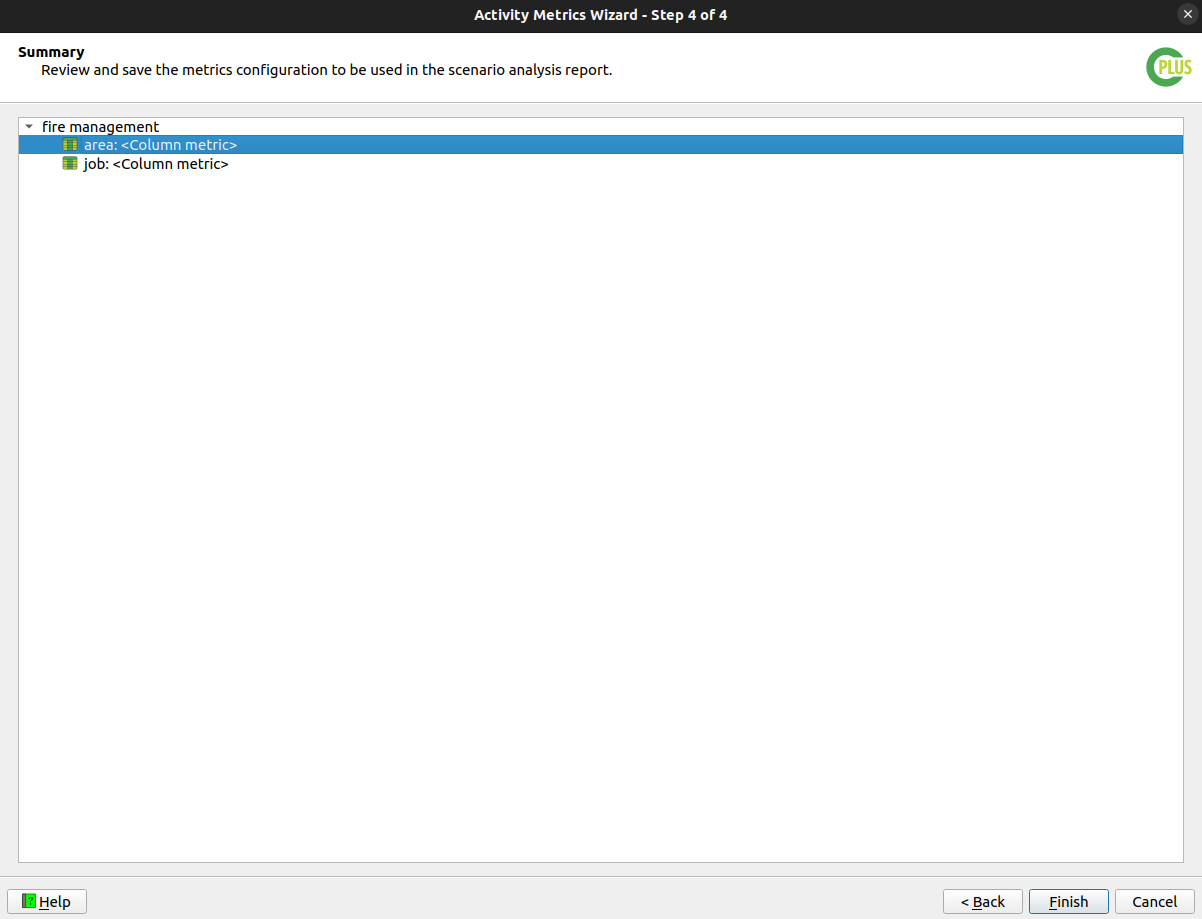 Activity Metrics Wizard - Step 4 of 4
Summary
Review and save the metrics configuration to be used in the scenario analysis report.
CPLUS
fire management
area: <Column metric>
job: <Column metric>
Help
< Back
Finish
Cancel